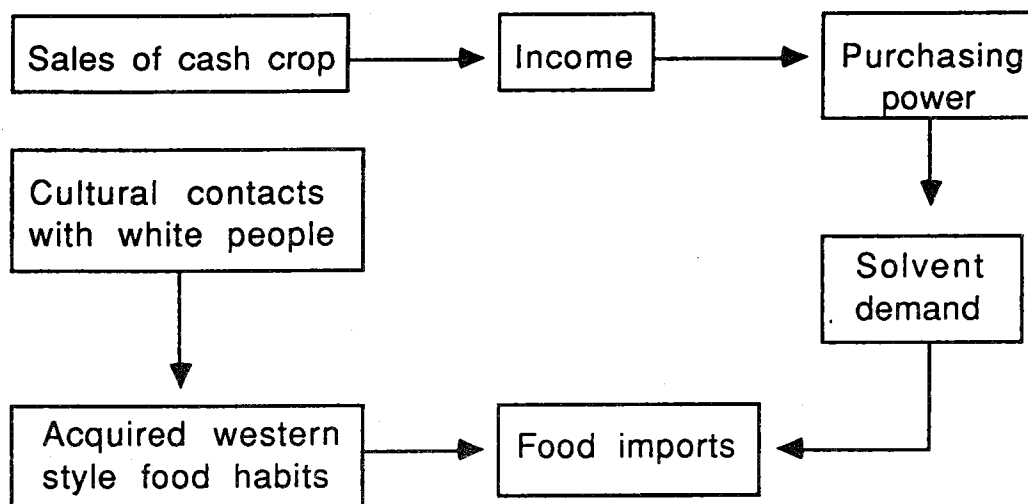 Sales of cash crop
Income
Purchasing
power
Cultural contacts
with white people
Solvent
demand
Acquired western
style food habits
Food imports